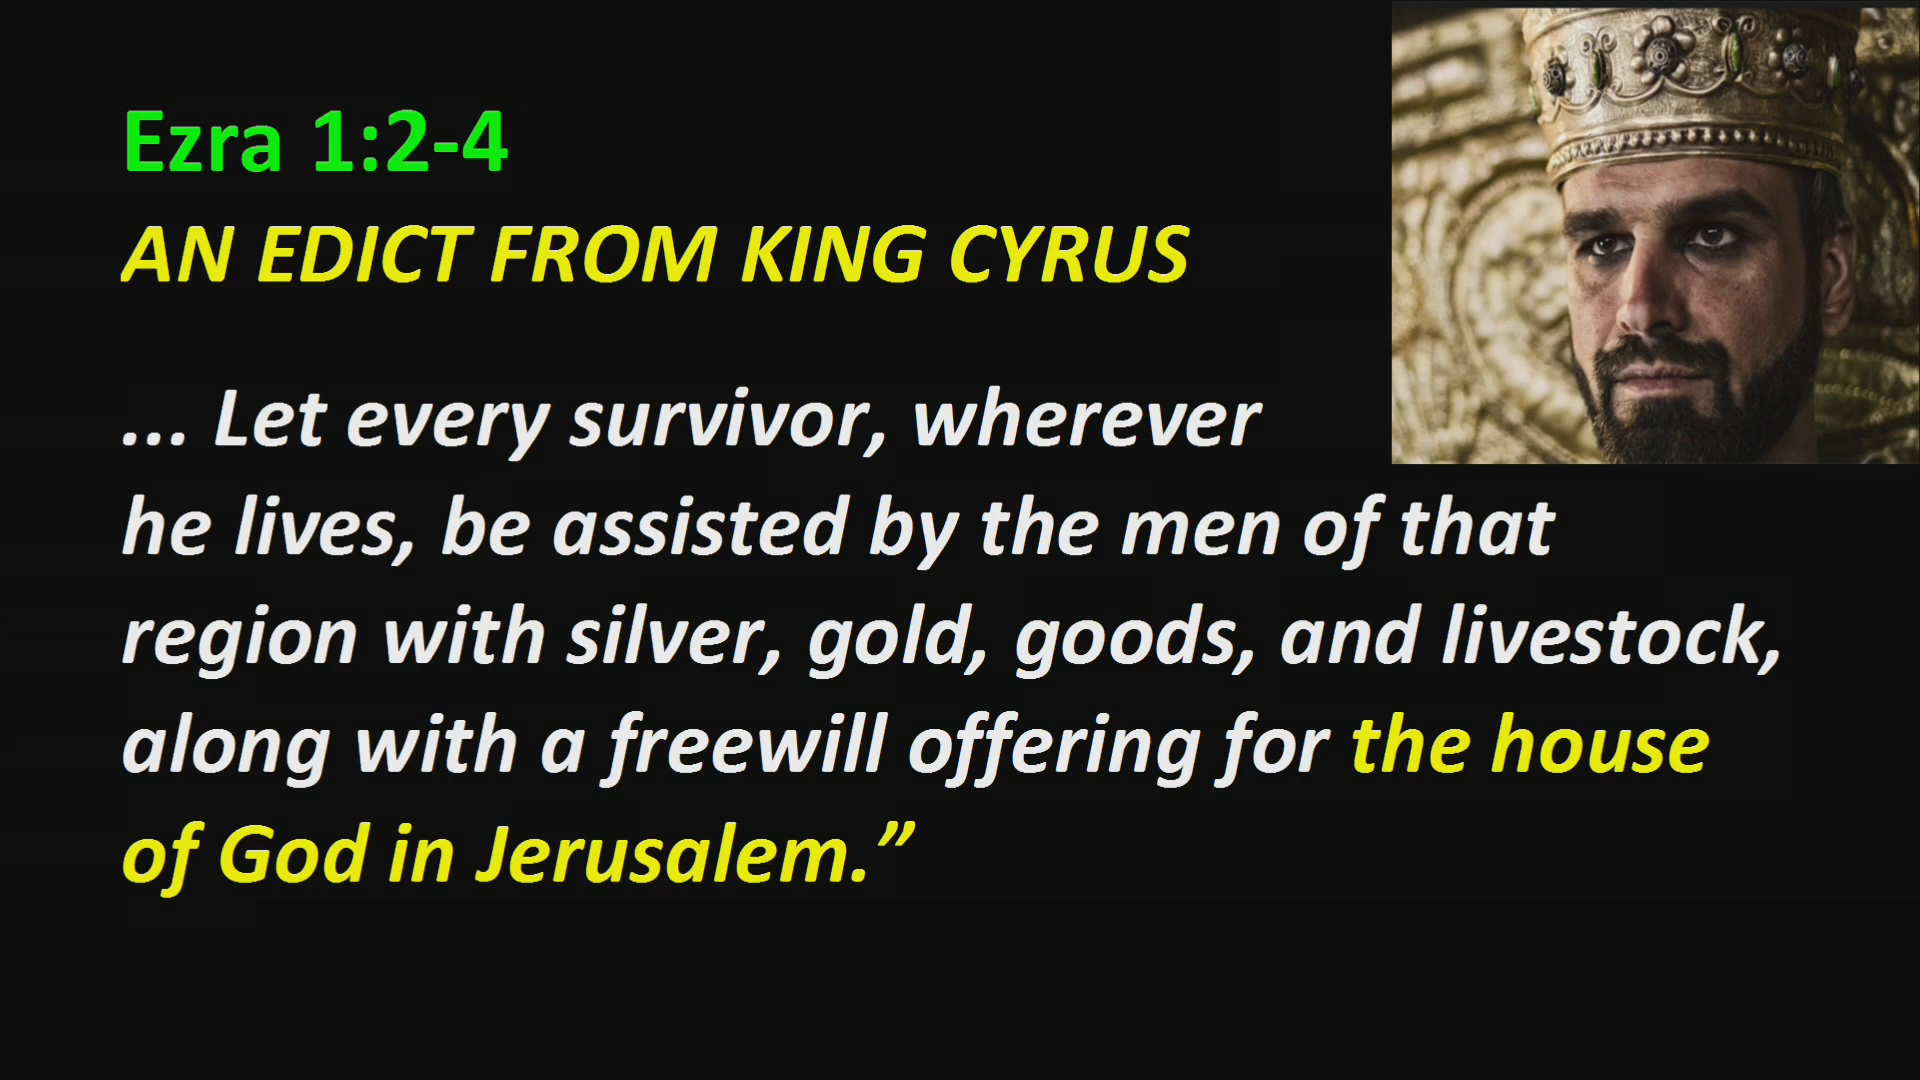 Ezra 1:2-4
AN EDICT FROM KING CYRUS
... Let every survivor, wherever
he lives, be assisted by the men of that
region with silver, gold, goods, and livestock,
along with a freewill offering for the house
of God in Jerusalem.”